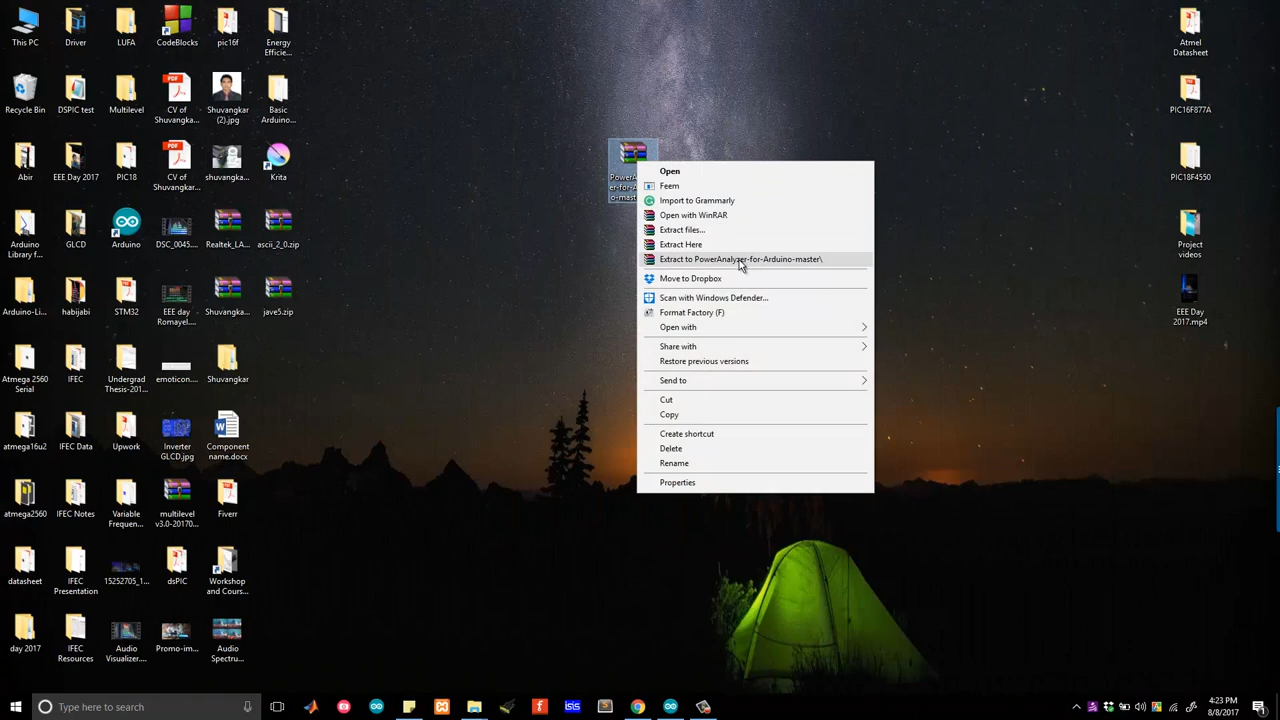 This PC
Driver
LUFA
CodeBlocks
pic16f
Energy
Efficie...
Recycle Bin
DSPIC test
Multilevel
CV of
Shuvangka...
Shuvangkar
(2).jpg
Basic
Arduino...
Abir
EEE Day 2017
PIC18
CV of
Shuvangkar...
shuvangka...
Krita
Arduino
Library f...
GLCD
Arduino
DSC_0045....
Realtek_LA...
ascii_2_0.zip
Arduino-Li...
habijabi
STM32
EEE day
Romayel...
Shuvangka...
jave5.zip
Atmega 2560
Serial
IFEC
Undergrad
Thesis-201...
emoticon....
Shuvangkar
atmega16u2
IFEC Data
Upwork
Inverter
GLCD.jpg
Component
name.docx
atmega2560
IFEC Notes
Variable
Frequen...
multilevel
v3.0-20170...
Fiverr
datasheet
IFEC
Presentation
15252705_1...
dsPIC
Workshop
and Cours...
day 2017
IFEC
Resources
Audio
Visualizer....
Promo-im...
Audio
Spectru...
Open
Feem
Import to Grammarly
Open with WinRAR
Extract files...
Extract Here
Extract to PowerAnalyzer-for-Arduino-master\
Move to Dropbox
Scan with Windows Defender...
Format Factory (F)
Open with
Share with
Restore previous versions
Send to
Cut
Copy
Create shortcut
Delete
Rename
Properties
Atmel
Datasheet
PIC16F877A
PIC18F4550
Project
videos
EEE Day
2017.mp4
Type here to search
4:23 PM
8/8/2017